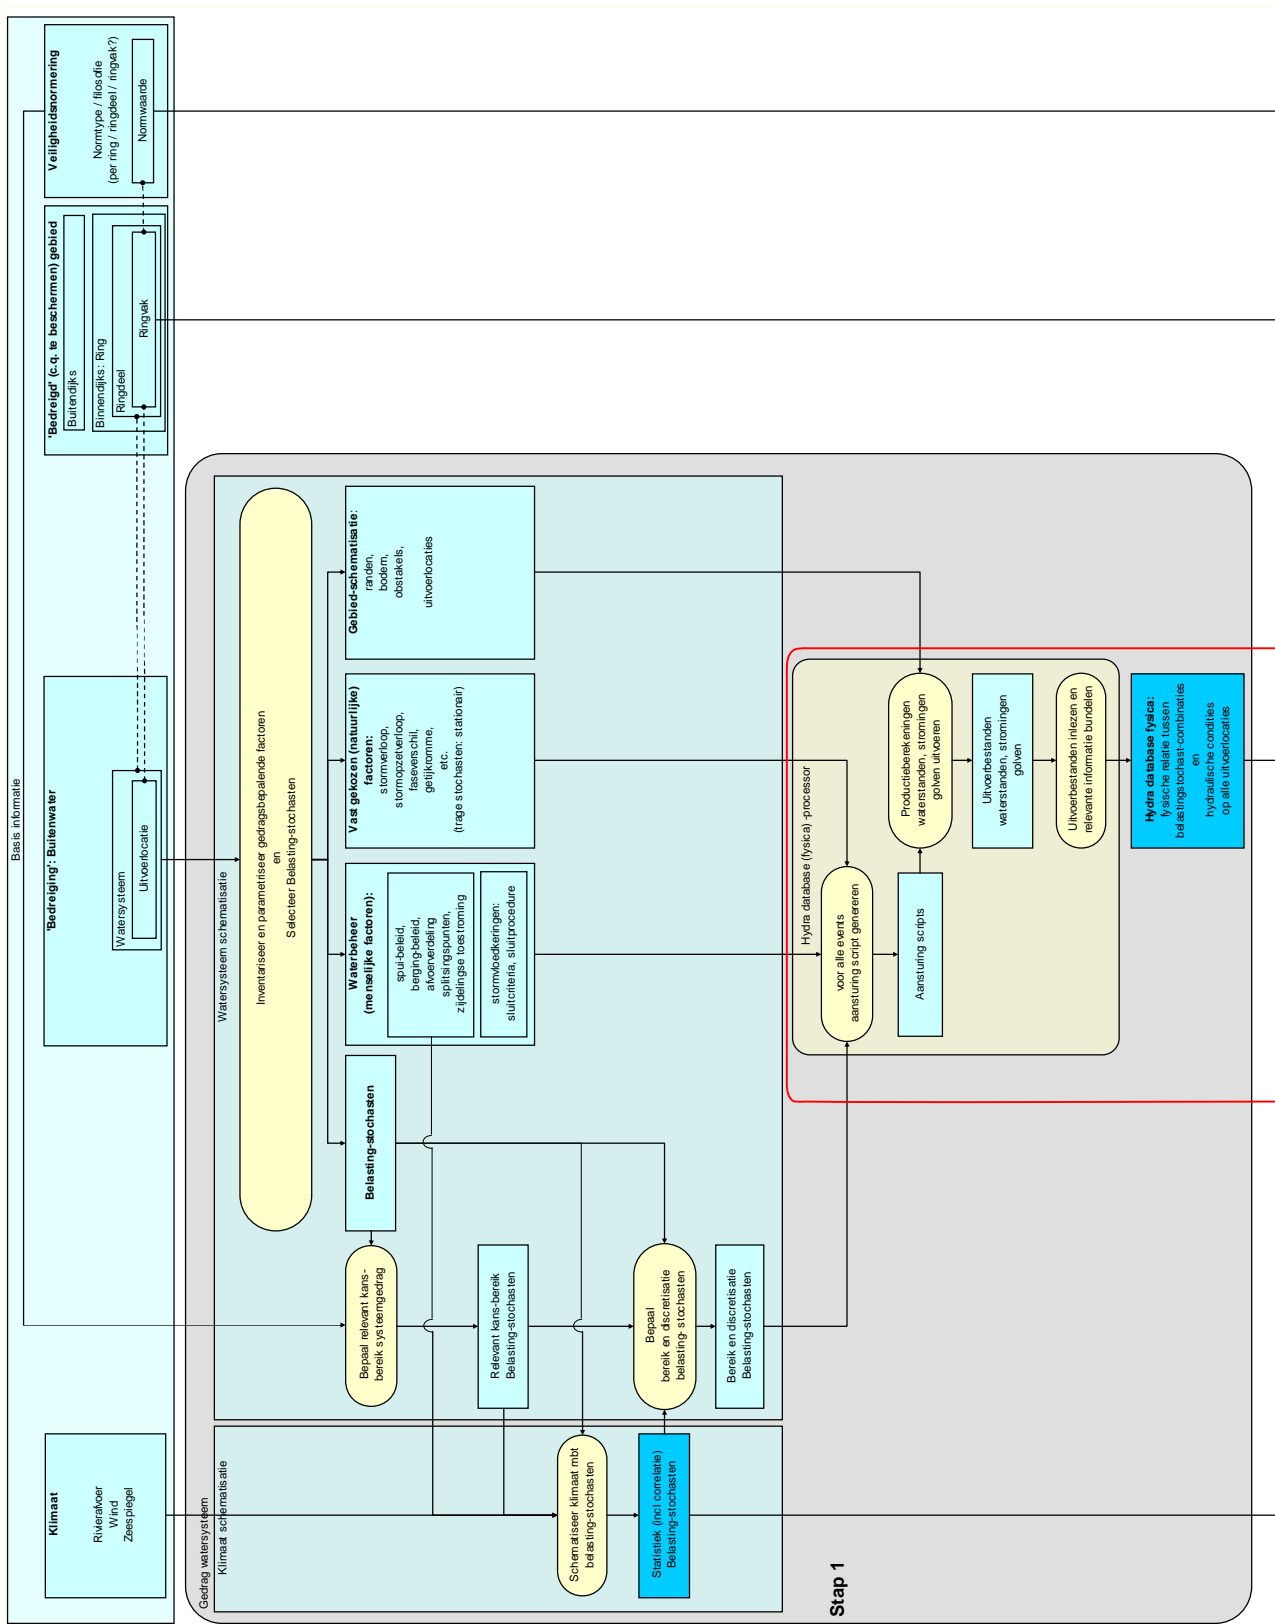 Basis informatie
Klimaat
Rivierafvoer
Wind
Zeespiegel
'Bedreiging': Buitenwater
Watersysteem
Uitvoerlocatie
'Bedreigd' (c.q. te beschermen) gebied
Buitendijks
Binnendijks: Ring
Ringdeel
Ringvak
Veiligheidsnormering
Normtype / filosofie
(per ring / ringdeel / ringvak?)
Normwaarde
Gedrag watersysteem
Klimaat schematisatie
Schematiseer klimaat mbt
belasting-stochasten
Statistiek (incl correlatie)
Belasting-stochasten
Watersysteem schematisatie
Inventariseer en parametriseer gedragsbepalende factoren
en
Selecteer Belasting-stochasten
Bepaal relevant kans-
bereik systeemgedrag
Belasting-stochasten
Waterbeheer
(menselijke factoren):
spui-beleid,
berging-beleid,
afvoerverdeling
splitsingspunten,
zijdelingse toestroming
stormvloedkeringen:
sluitcriteria, sluitprocedure
Vast gekozen (natuurlijke)
factoren:
stormverloop,
stormopzetverloop,
faseverschil,
getijkromme,
etc.
(trage stochasten: stationair)
Gebied-schematisatie:
randen,
bodem,
obstakels,
uitvoerlocaties
Relevant kans-bereik
Belasting-stochasten
Bepaal
bereik en discretisatie
belasting- stochasten
Bereik en discretisatie
Belasting-stochasten
Hydra database (fysica) -processor
voor alle events
aansturing script genereren
Aansturing scripts
Productieberekeningen
waterstanden, stromingen
golven uitvoeren
Uitvoerbestanden
waterstanden, stromingen
golven
Uitvoerbestanden inlezen en
relevante informatie bundelen
Hydra database fysica:
fysische relatie tussen
belastingstochast-combinaties
en
hydraulische condities
op alle uitvoerlocaties
Stap 1